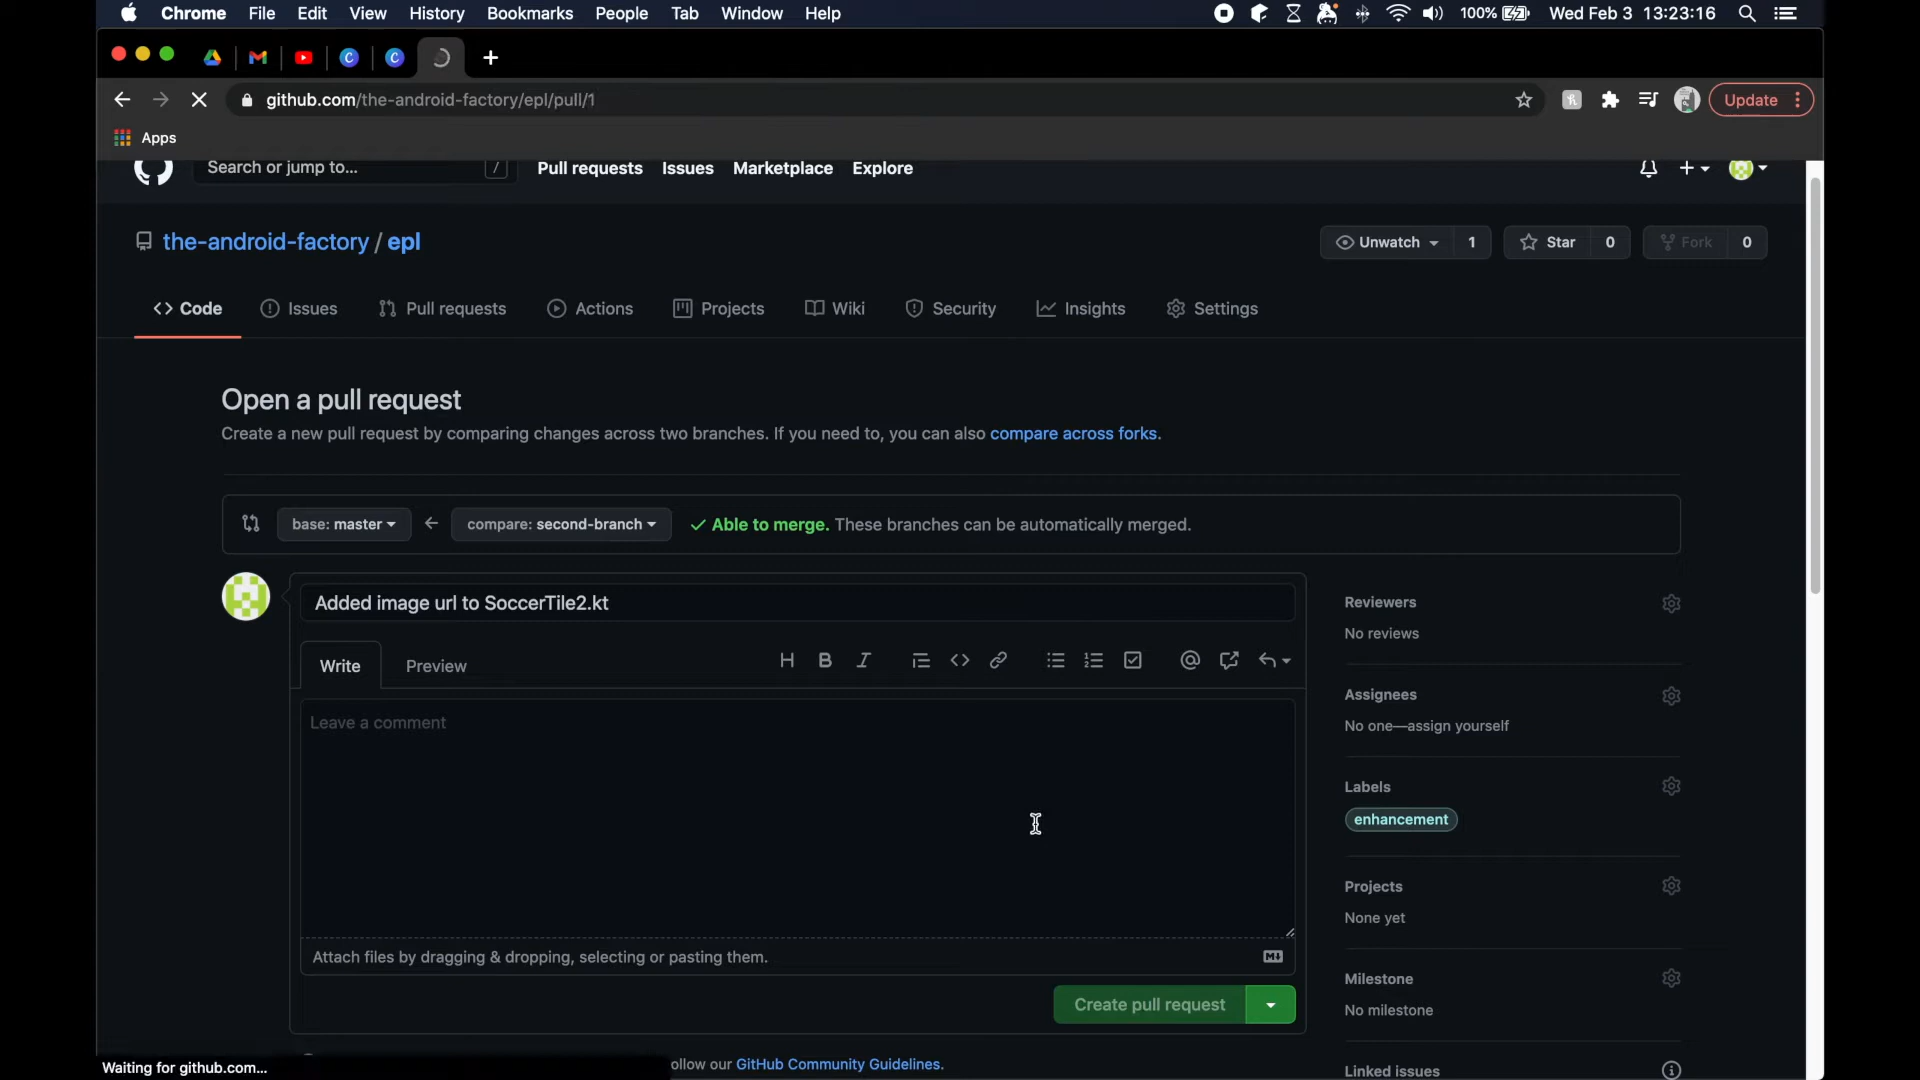 Chrome File Edit View History Bookmarks People Tab Window Help 100% Wed Feb 3 13:23:16
github.com/the-android-factory/epl/pull/1 Update
Apps
Search or jump to... / Pull requests Issues Marketplace Explore
the-android-factory / epl Unwatch 1 Star 0 Fork 0
Code Issues Pull requests Actions Projects Wiki Security Insights Settings
Open a pull request
Create a new pull request by comparing changes across two branches. If you need to, you can also compare across forks.
base: master compare: second-branch Able to merge. These branches can be automatically merged.
Added image url to SoccerTile2.kt
Write Preview
Leave a comment
Attach files by dragging & dropping, selecting or pasting them.
Create pull request
Reviewers
No reviews
Assignees
No one—assign yourself
Labels
enhancement
Projects
None yet
Milestone
No milestone
Linked issues
ollow our GitHub Community Guidelines.
Waiting for github.com...